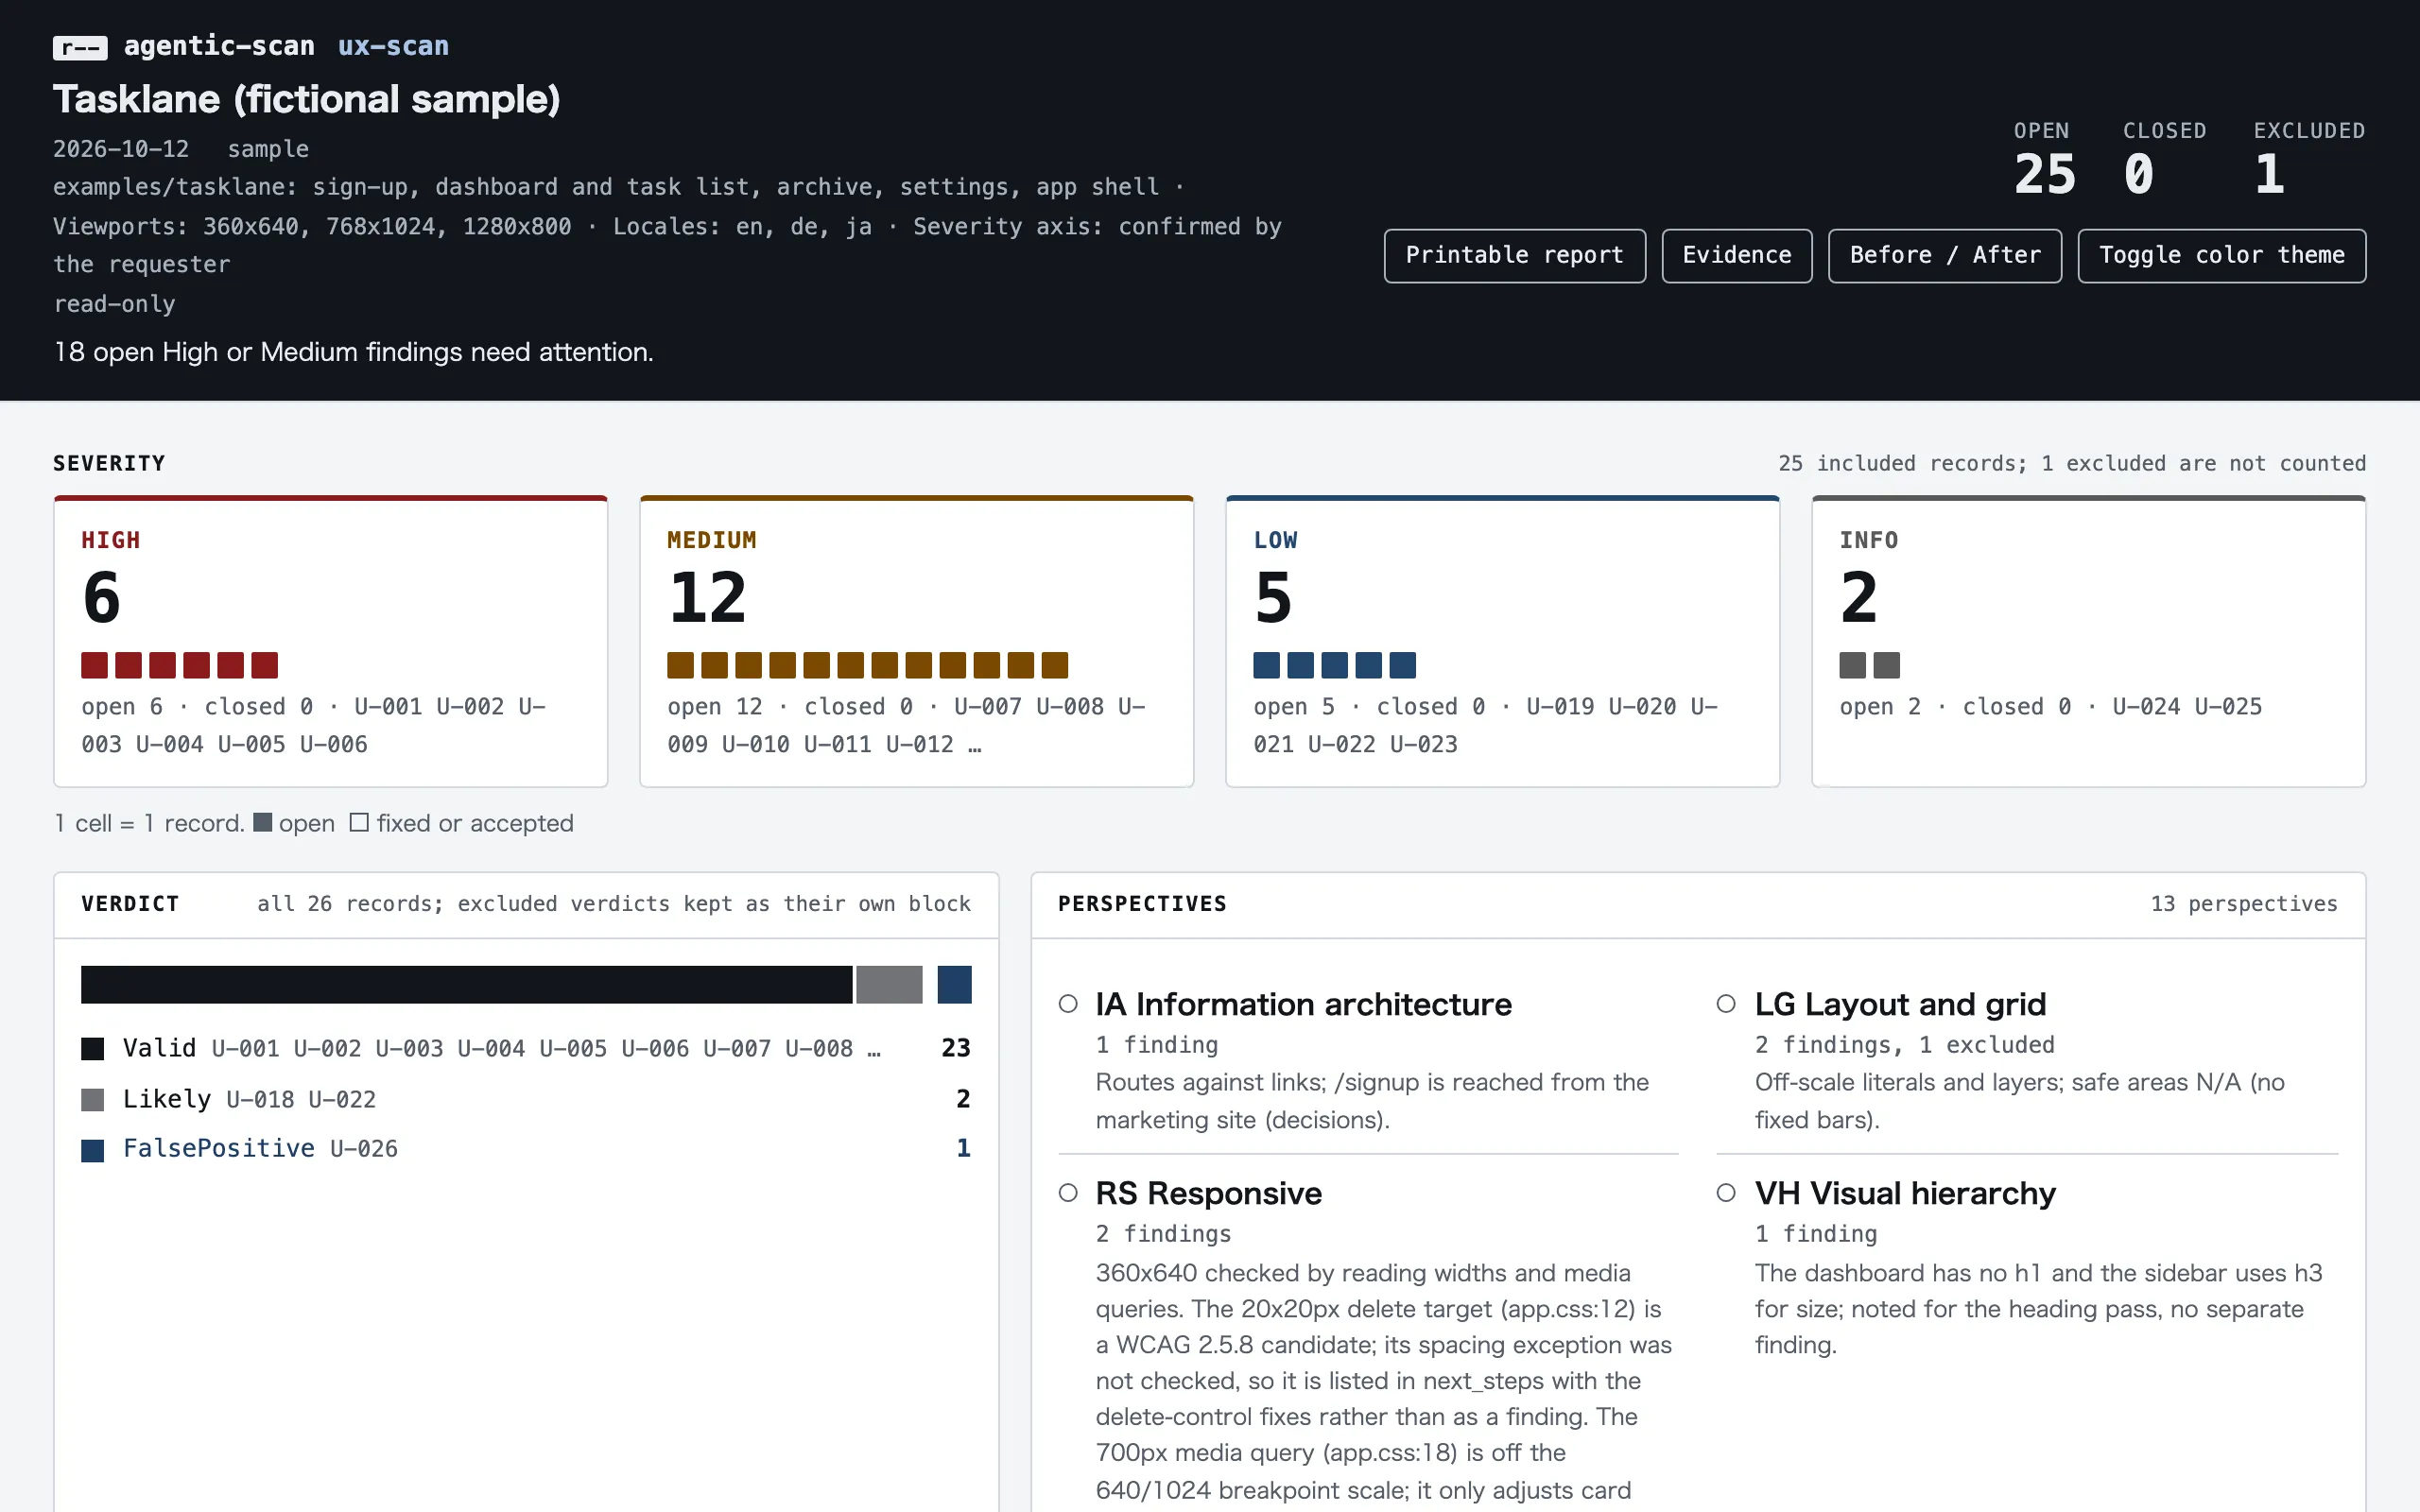 r-- agentic-scan ux-scan
Tasklane (fictional sample)
2026-10-12 sample
examples/tasklane: sign-up, dashboard and task list, archive, settings, app shell ·
Viewports: 360x640, 768x1024, 1280x800 · Locales: en, de, ja · Severity axis: confirmed by
the requester
read-only
18 open High or Medium findings need attention.
OPEN CLOSED EXCLUDED
25 0 1
Printable report Evidence Before / After Toggle color theme
SEVERITY 25 included records; 1 excluded are not counted
HIGH
6
open 6 · closed 0 · U-001 U-002 U-
003 U-004 U-005 U-006
MEDIUM
12
open 12 · closed 0 · U-007 U-008 U-
009 U-010 U-011 U-012 …
LOW
5
open 5 · closed 0 · U-019 U-020 U-
021 U-022 U-023
INFO
2
open 2 · closed 0 · U-024 U-025
1 cell = 1 record. open fixed or accepted
VERDICT all 26 records; excluded verdicts kept as their own block
Valid U-001 U-002 U-003 U-004 U-005 U-006 U-007 U-008 … 23
Likely U-018 U-022 2
FalsePositive U-026 1
PERSPECTIVES 13 perspectives
IA Information architecture
1 finding
Routes against links; /signup is reached from the
marketing site (decisions).
LG Layout and grid
2 findings, 1 excluded
Off-scale literals and layers; safe areas N/A (no
fixed bars).
RS Responsive
2 findings
360x640 checked by reading widths and media
queries. The 20x20px delete target (app.css:12) is
a WCAG 2.5.8 candidate; its spacing exception was
not checked, so it is listed in next_steps with the
delete-control fixes rather than as a finding. The
700px media query (app.css:18) is off the
640/1024 breakpoint scale; it only adjusts card
VH Visual hierarchy
1 finding
The dashboard has no h1 and the sidebar uses h3
for size; noted for the heading pass, no separate
finding.